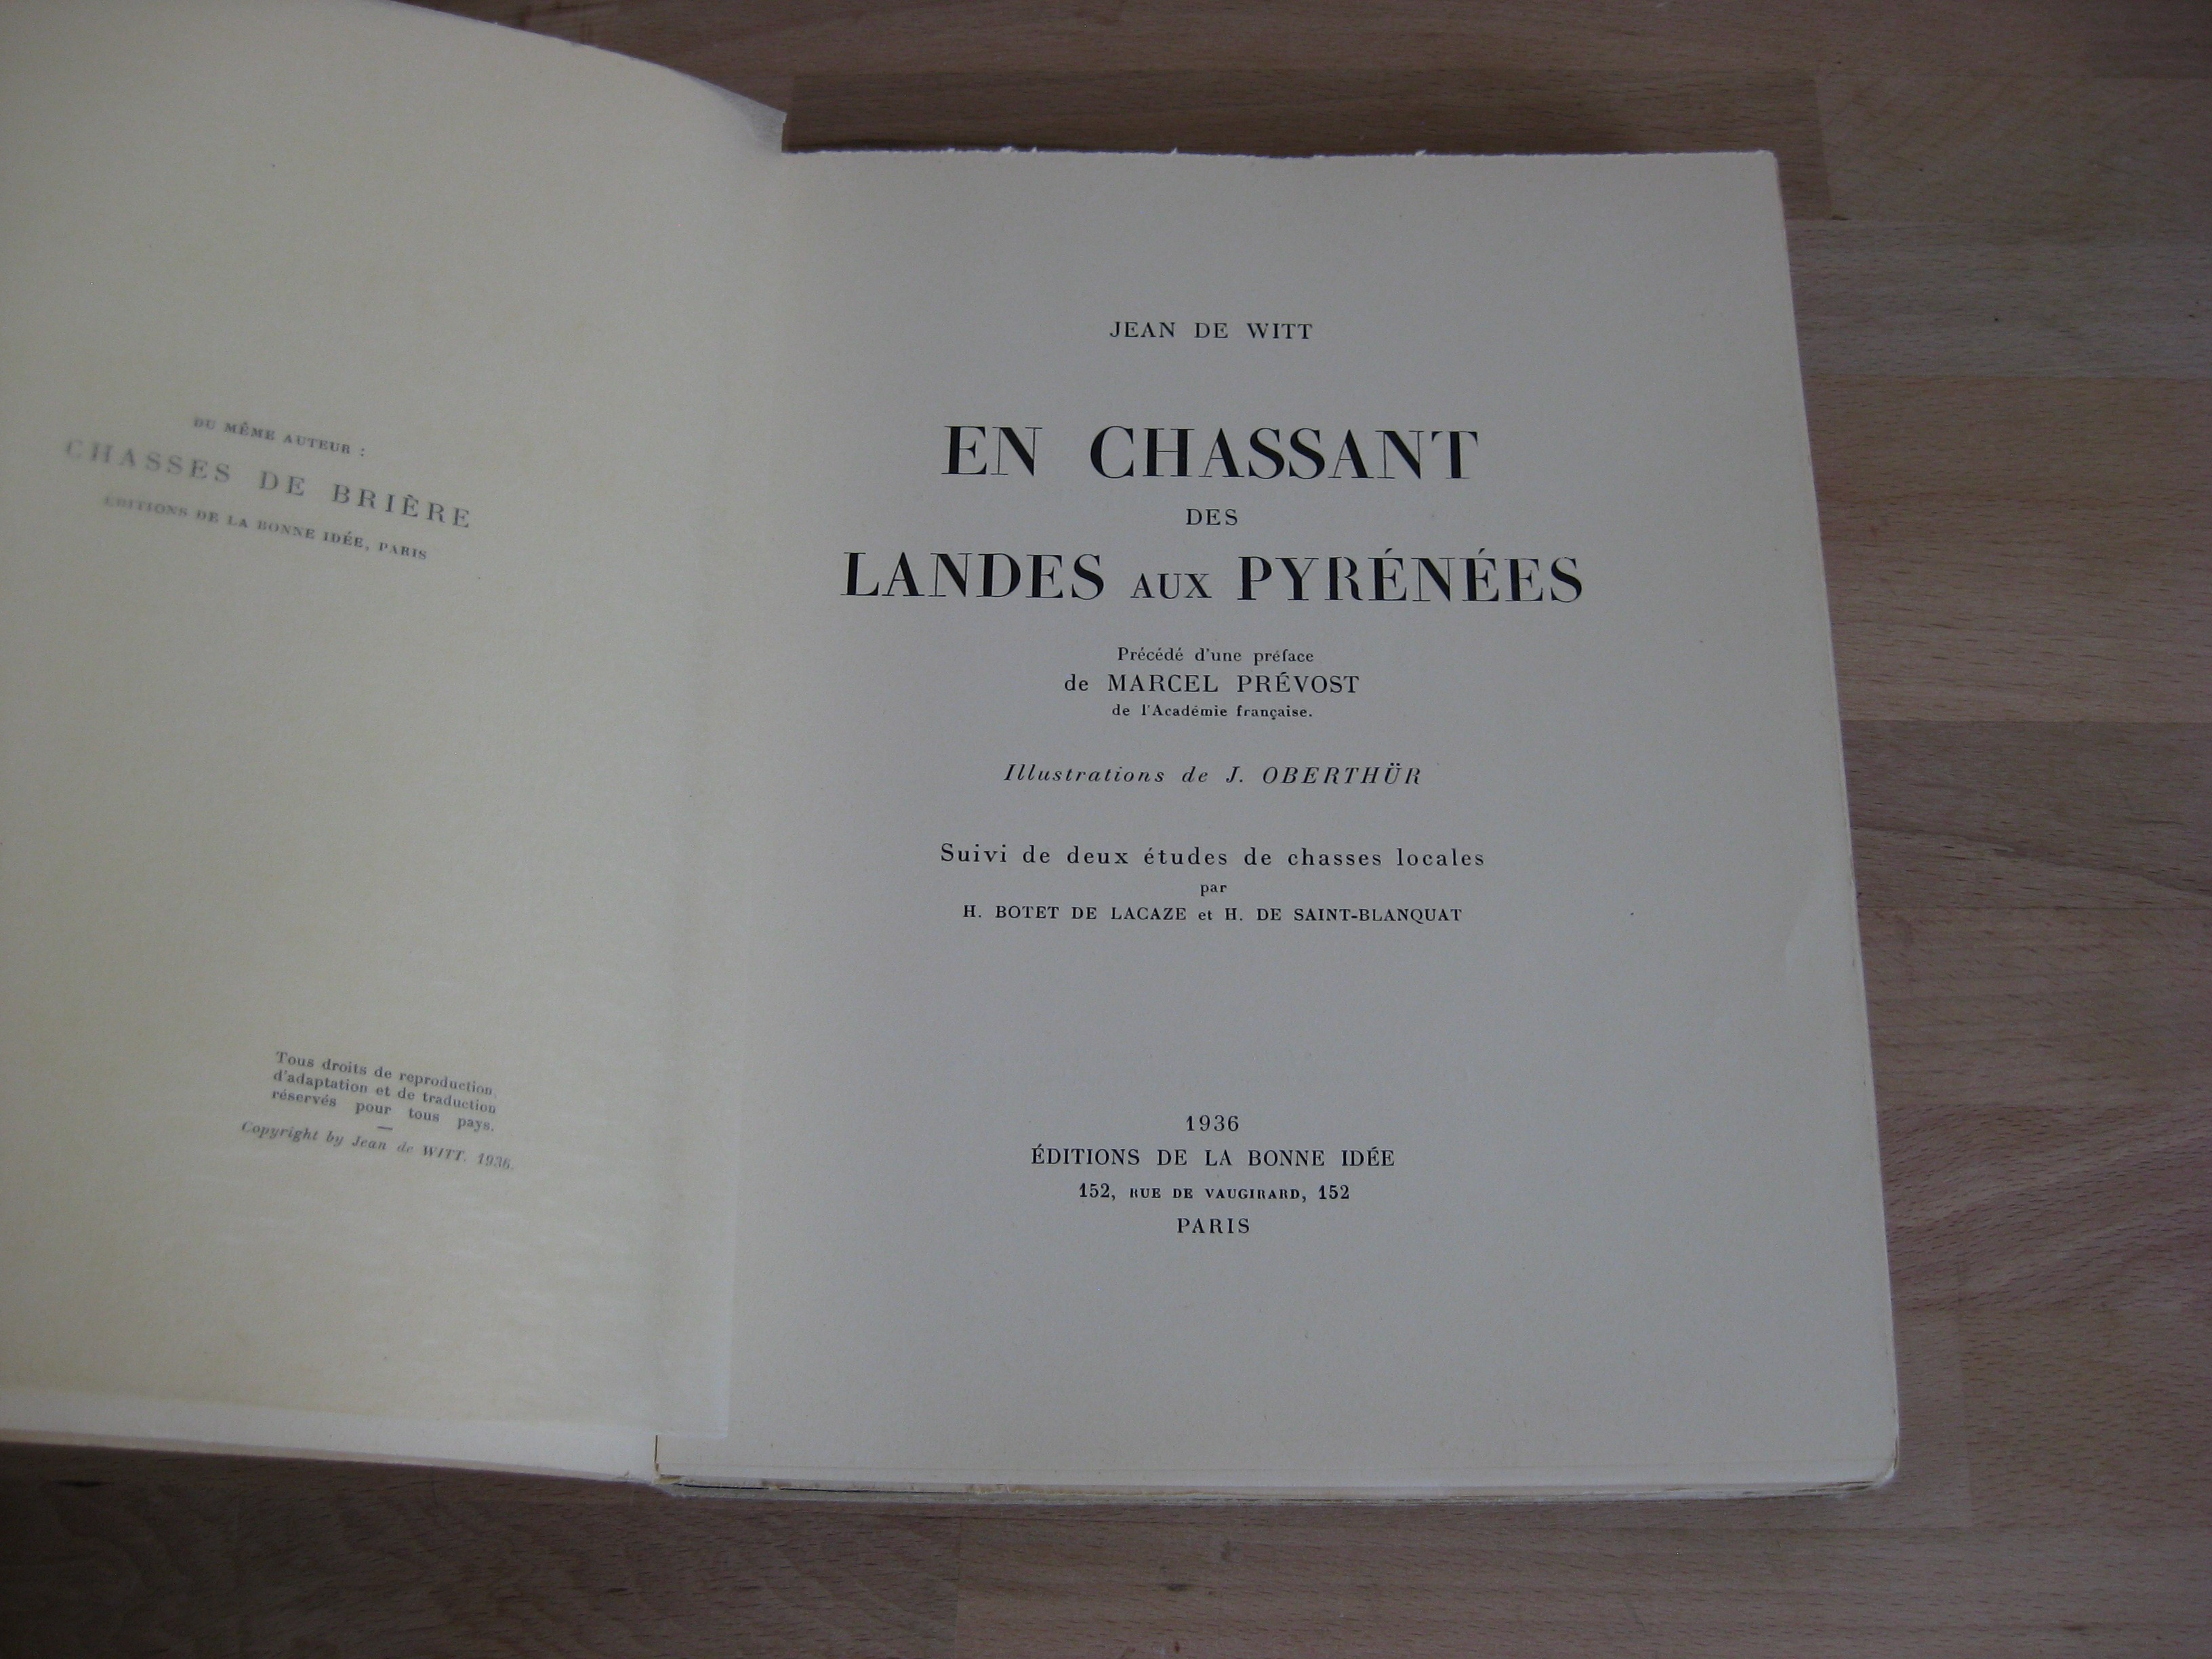 DU MÊME AUTEUR :
CHASSES DE BRIÈRE
ÉDITIONS DE LA BONNE IDÉE, PARIS
Tous droits de reproduction
d'adaptation et de traduction
réservés pour tous pays.
Copyright by Jean de WITT. 1936.
JEAN DE WITT
EN CHASSANT
DES
LANDES AUX PYRÉNÉES
Précédé d'une préface
de MARCEL PRÉVOST
de l'Académie française.
Illustrations de J. OBERTHÜR
Suivi de deux études de chasses locales
par
H. BOTET DE LACAZE et H. DE SAINT-BLANQUAT
1936
ÉDITIONS DE LA BONNE IDÉE
152, RUE DE VAUGIRARD, 152
PARIS